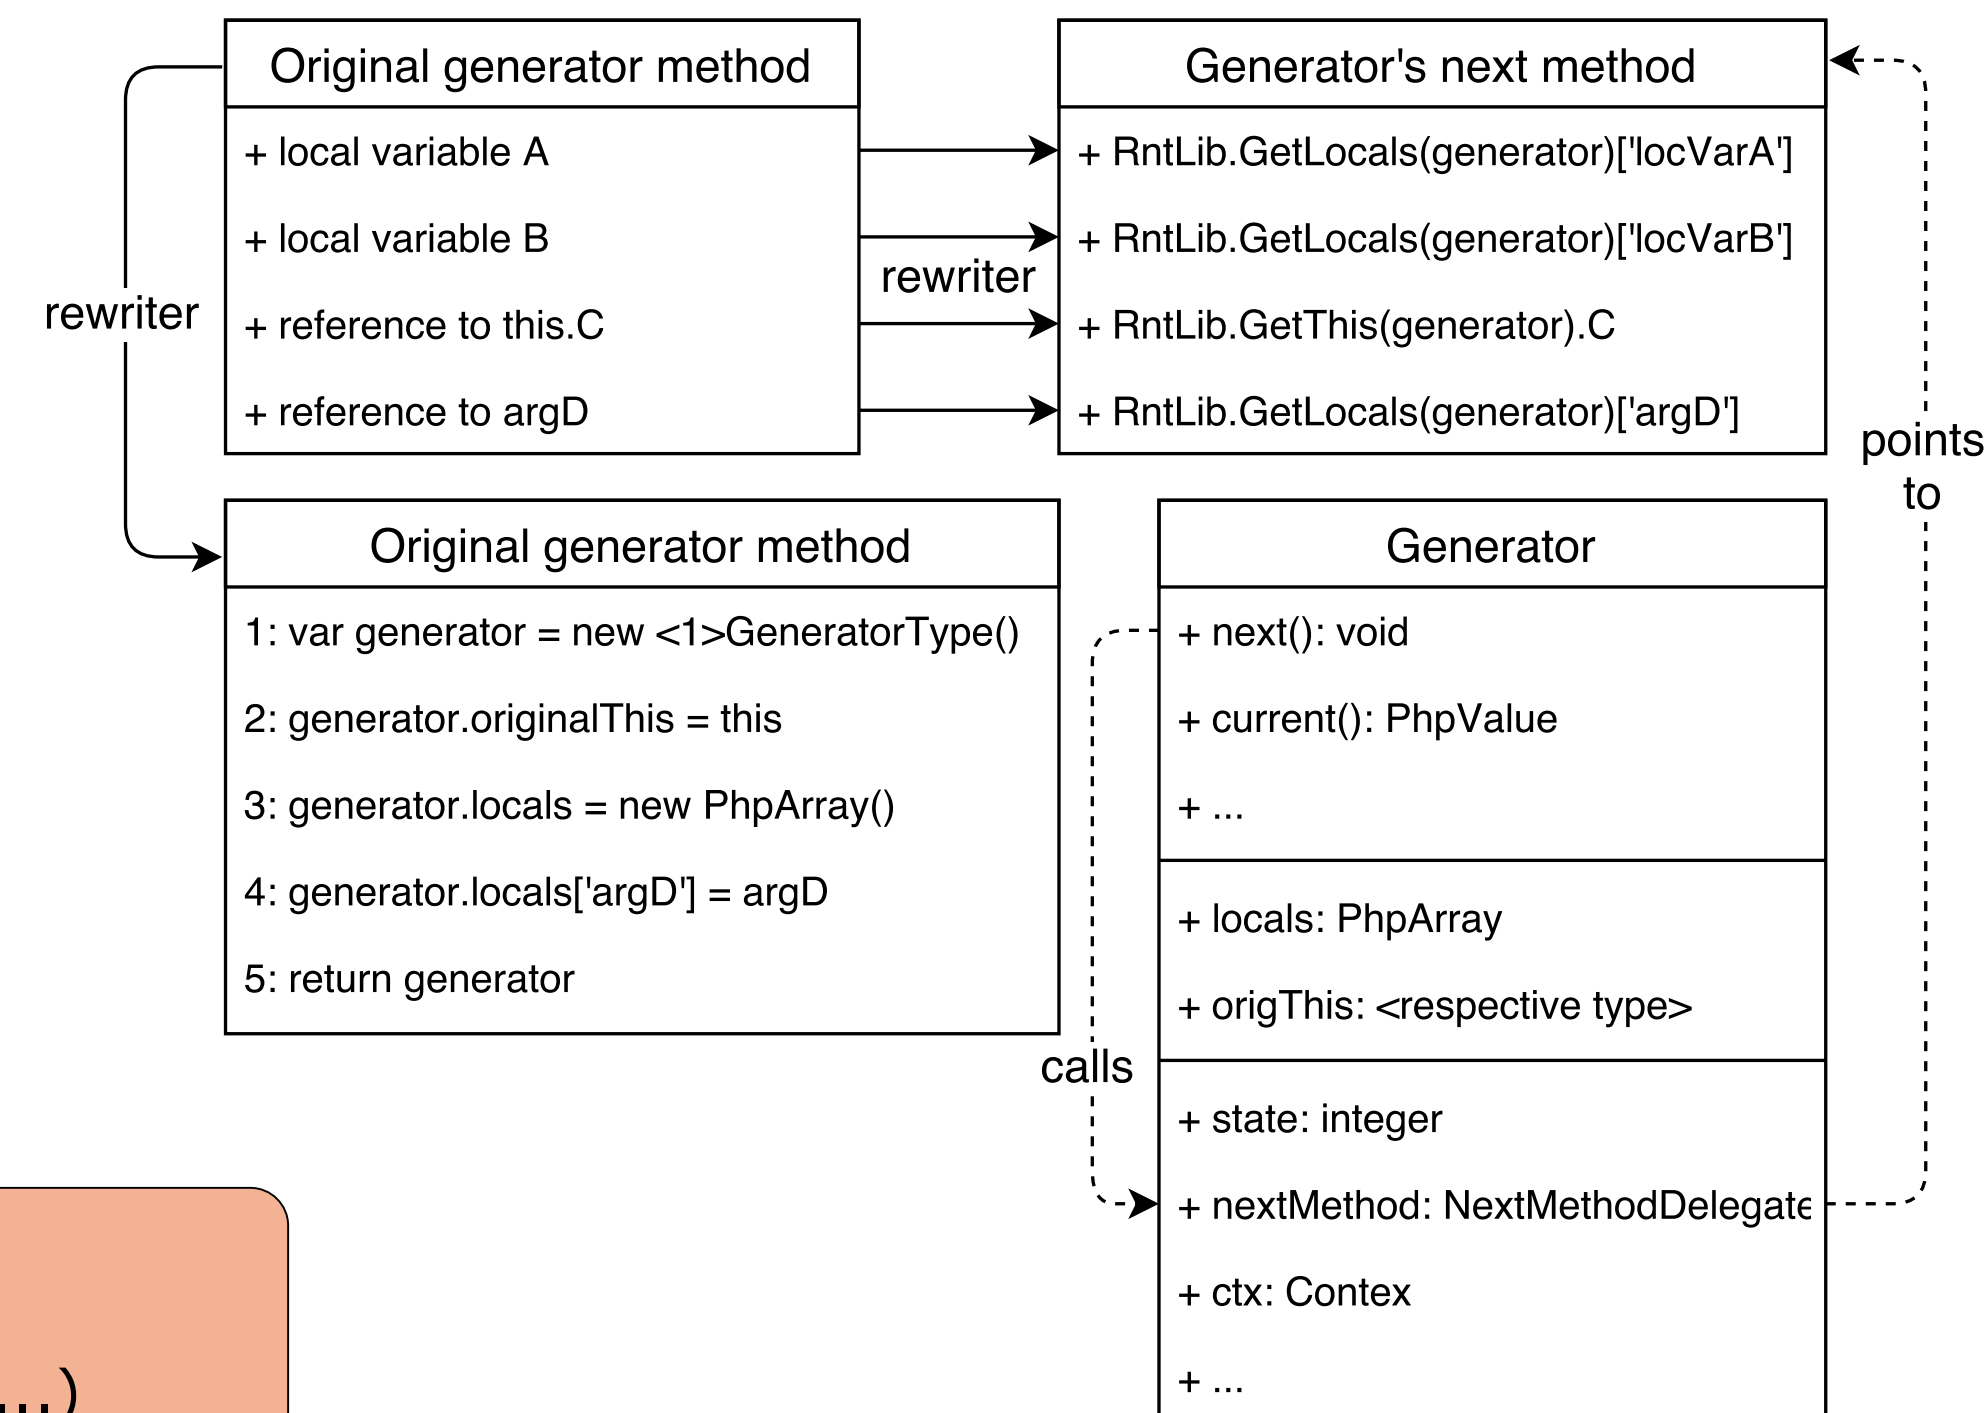 Original generator method
+ local variable A
+ local variable B
+ reference to this.C
+ reference to argD
rewriter
rewriter
Generator's next method
+ RntLib.GetLocals(generator)['locVarA']
+ RntLib.GetLocals(generator)['locVarB']
+ RntLib.GetThis(generator).C
+ RntLib.GetLocals(generator)['argD']
points
to
Original generator method
1: var generator = new <1>GeneratorType()
2: generator.originalThis = this
3: generator.locals = new PhpArray()
4: generator.locals['argD'] = argD
5: return generator
calls
Generator
+ next(): void
+ current(): PhpValue
+ ...
+ locals: PhpArray
+ origThis: <respective type>
+ state: integer
+ nextMethod: NextMethodDelegate
+ ctx: Contex
+ ...